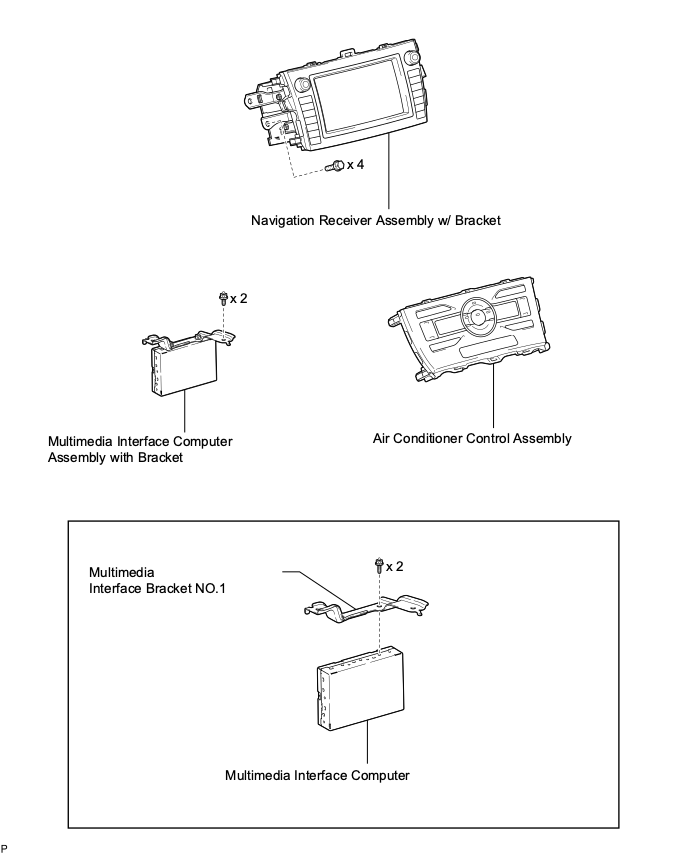 x 4
Navigation Receiver Assembly w/ Bracket
x 2
Multimedia Interface Computer
Assembly with Bracket
Air Conditioner Control Assembly
x 2
Multimedia
Interface Bracket NO.1
Multimedia Interface Computer
P